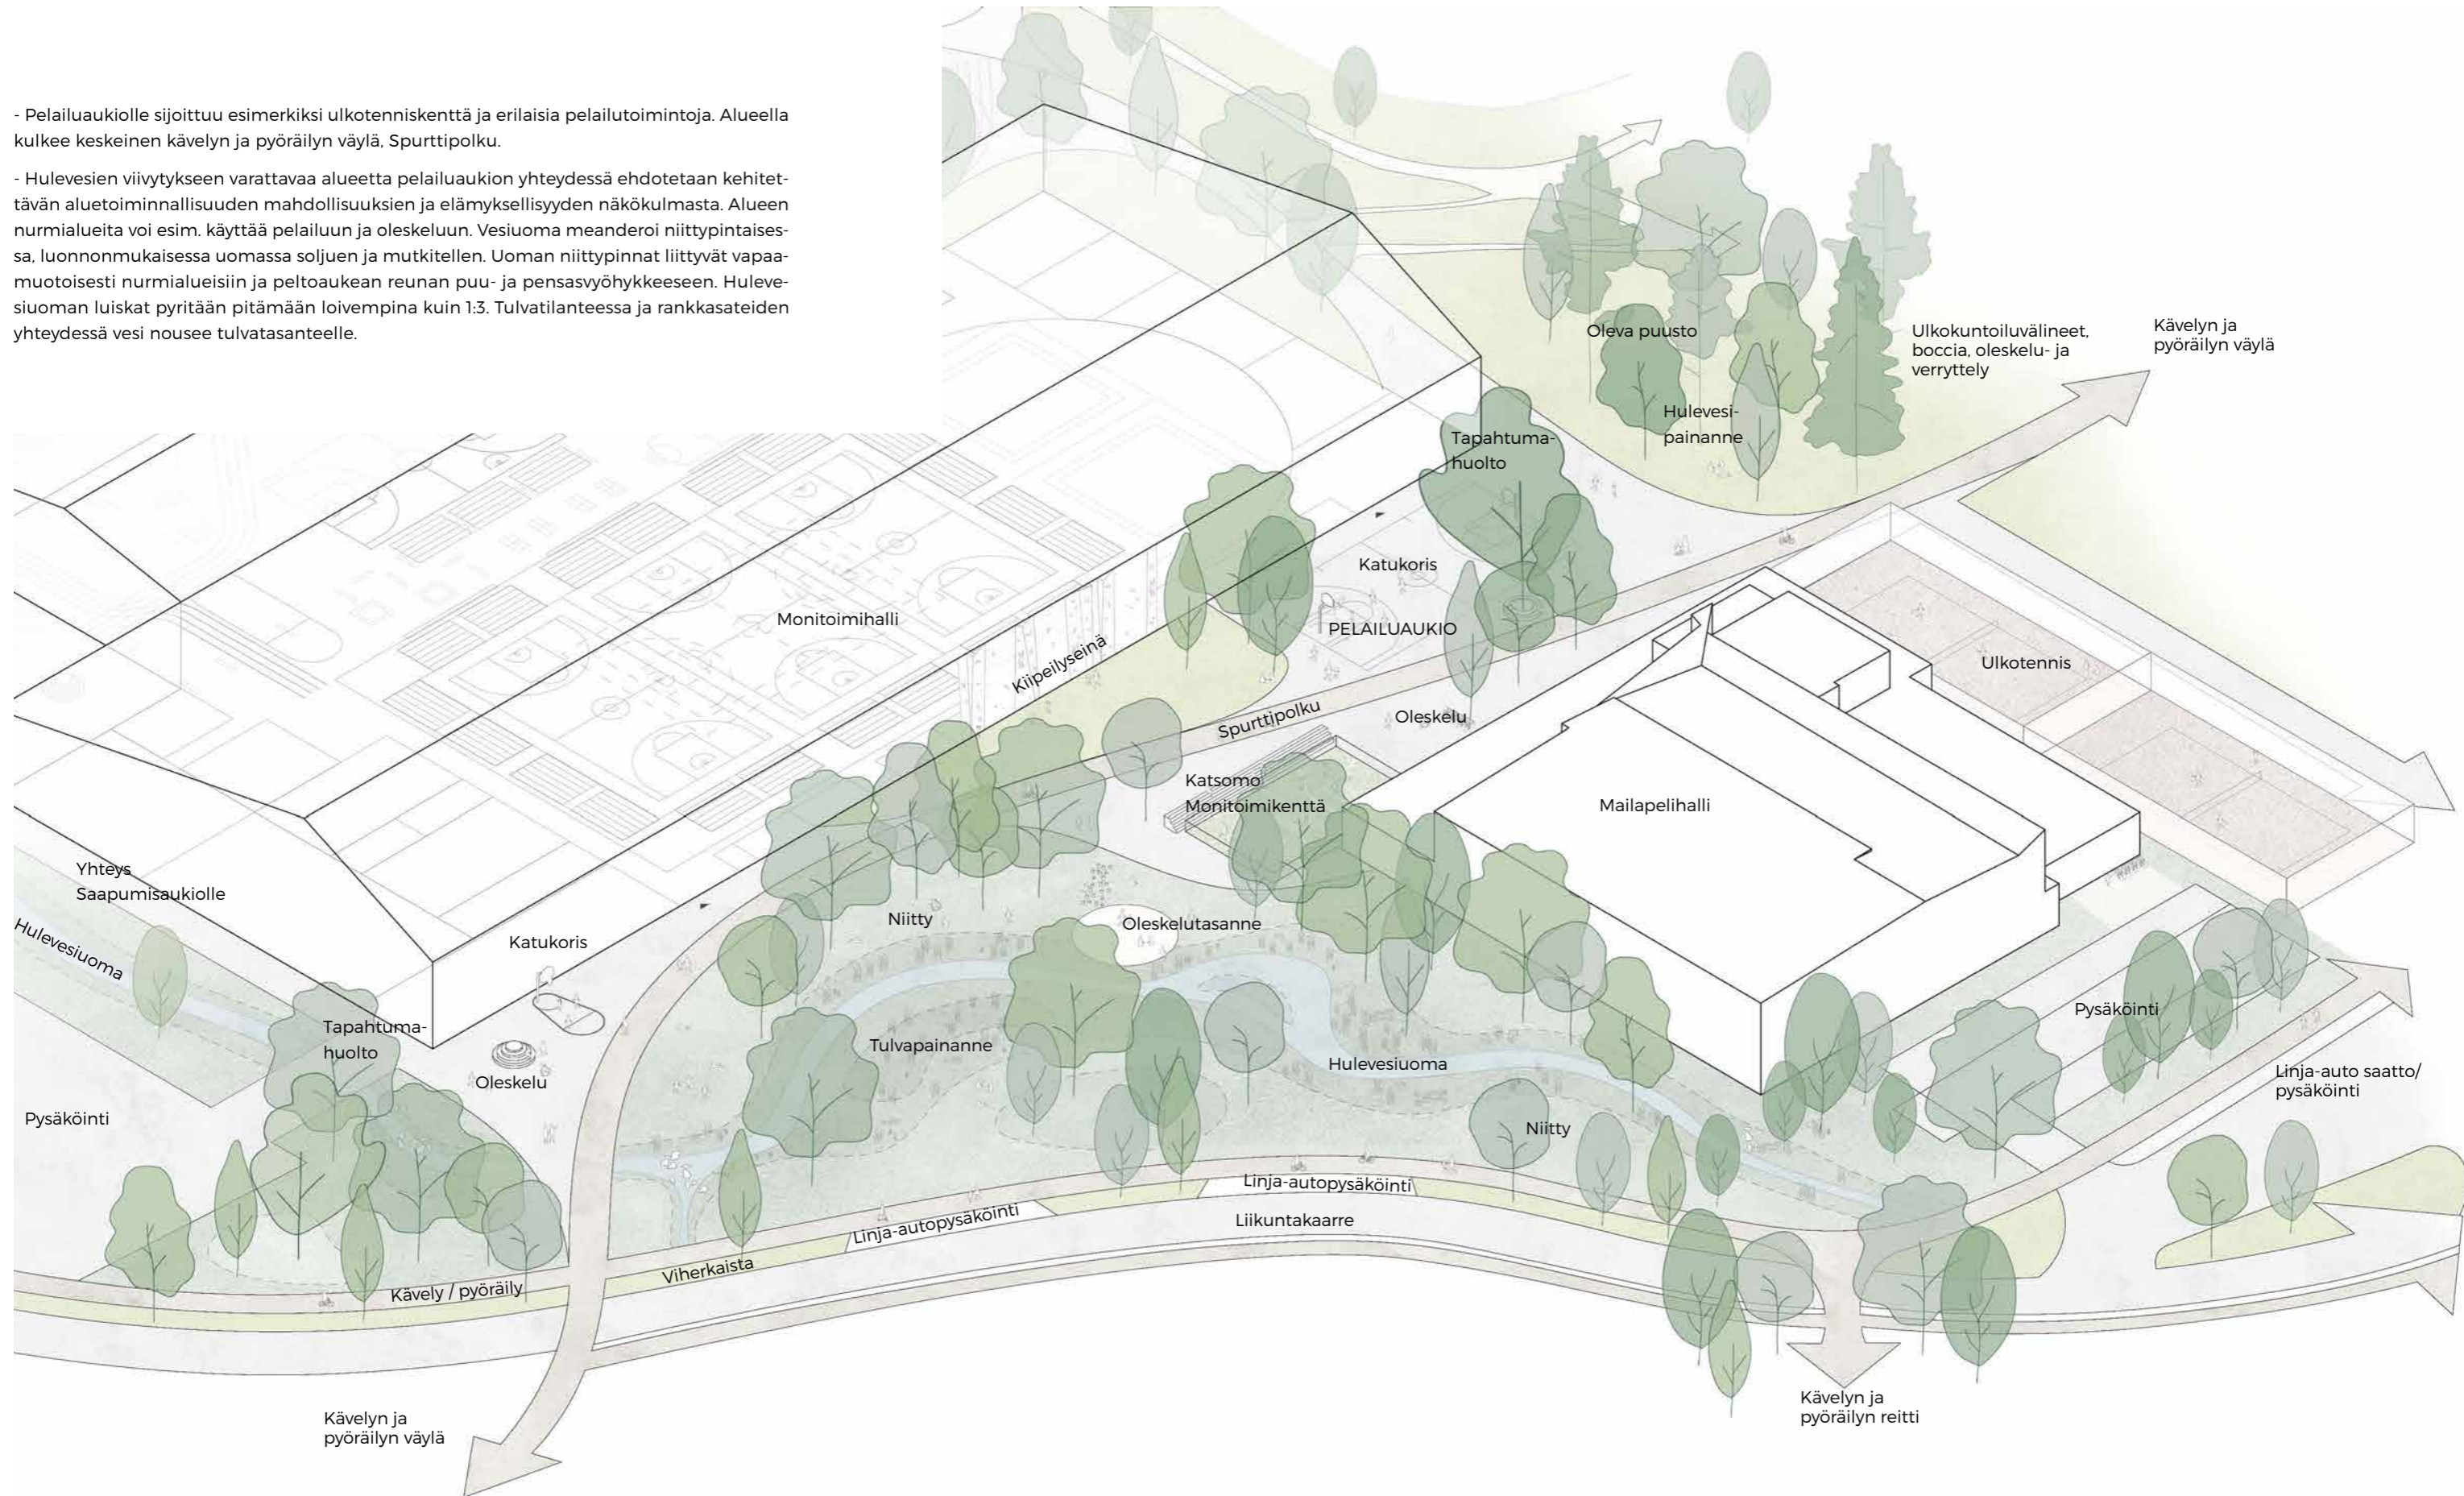 - Pelailuaukiolle sijoittuu esimerkiksi ulkotenniskenttä ja erilaisia pelailutoimintoja. Alueella
kulkee keskeinen kävelyn ja pyöräilyn väylä, Spurttipolku.
- Hulevesien viivytykseen varattavaa aluetta pelailuaukion yhteydessä ehdotetaan kehitet-
tävän aluetoiminnallisuuden mahdollisuuksien ja elämyksellisyyden näkökulmasta. Alueen
nurmialueita voi esim. käyttää pelailuun ja oleskeluun. Vesiuoma meanderoi niittypintaises-
sa, luonnonmukaisessa uomassa soljuen ja mutkitellen. Uoman niittypinnat liittyvät vapaa-
muotoisesti nurmialueisiin ja peltoaukean reunan puu- ja pensasvyöhykkeeseen. Huleve-
siuoman luiskat pyritään pitämään loivempina kuin 1:3. Tulvatilanteessa ja rankkasateiden
yhteydessä vesi nousee tulvatasanteelle.
Oleva puusto
Ulkokuntoiluvälineet,
boccia, oleskelu- ja
verryttely
Kävelyn ja
pyöräilyn väylä
Hulevesi-
painanne
Tapahtuma-
huolto
Katukoris
PELAILUAUKIO
Monitoimihalli
Kiipeilyseinä
Ulkotennis
Spurttipolku
Oleskelu
Katsomo
Monitoimikenttä
Mailapelihalli
Yhteys
Saapumisaukiolle
Hulevesiuoma
Katukoris
Niitty
Oleskelutasanne
Tapahtuma-
huolto
Oleskelu
Tulvapainanne
Hulevesiuoma
Pysäköinti
Linja-auto saatto/
pysäköinti
Pysäköinti
Niitty
Linja-autopysäköinti
Linja-autopysäköinti
Liikuntakaarre
Viherkaista
Kävely / pyöräily
Kävelyn ja
pyöräilyn väylä
Kävelyn ja
pyöräilyn reitti